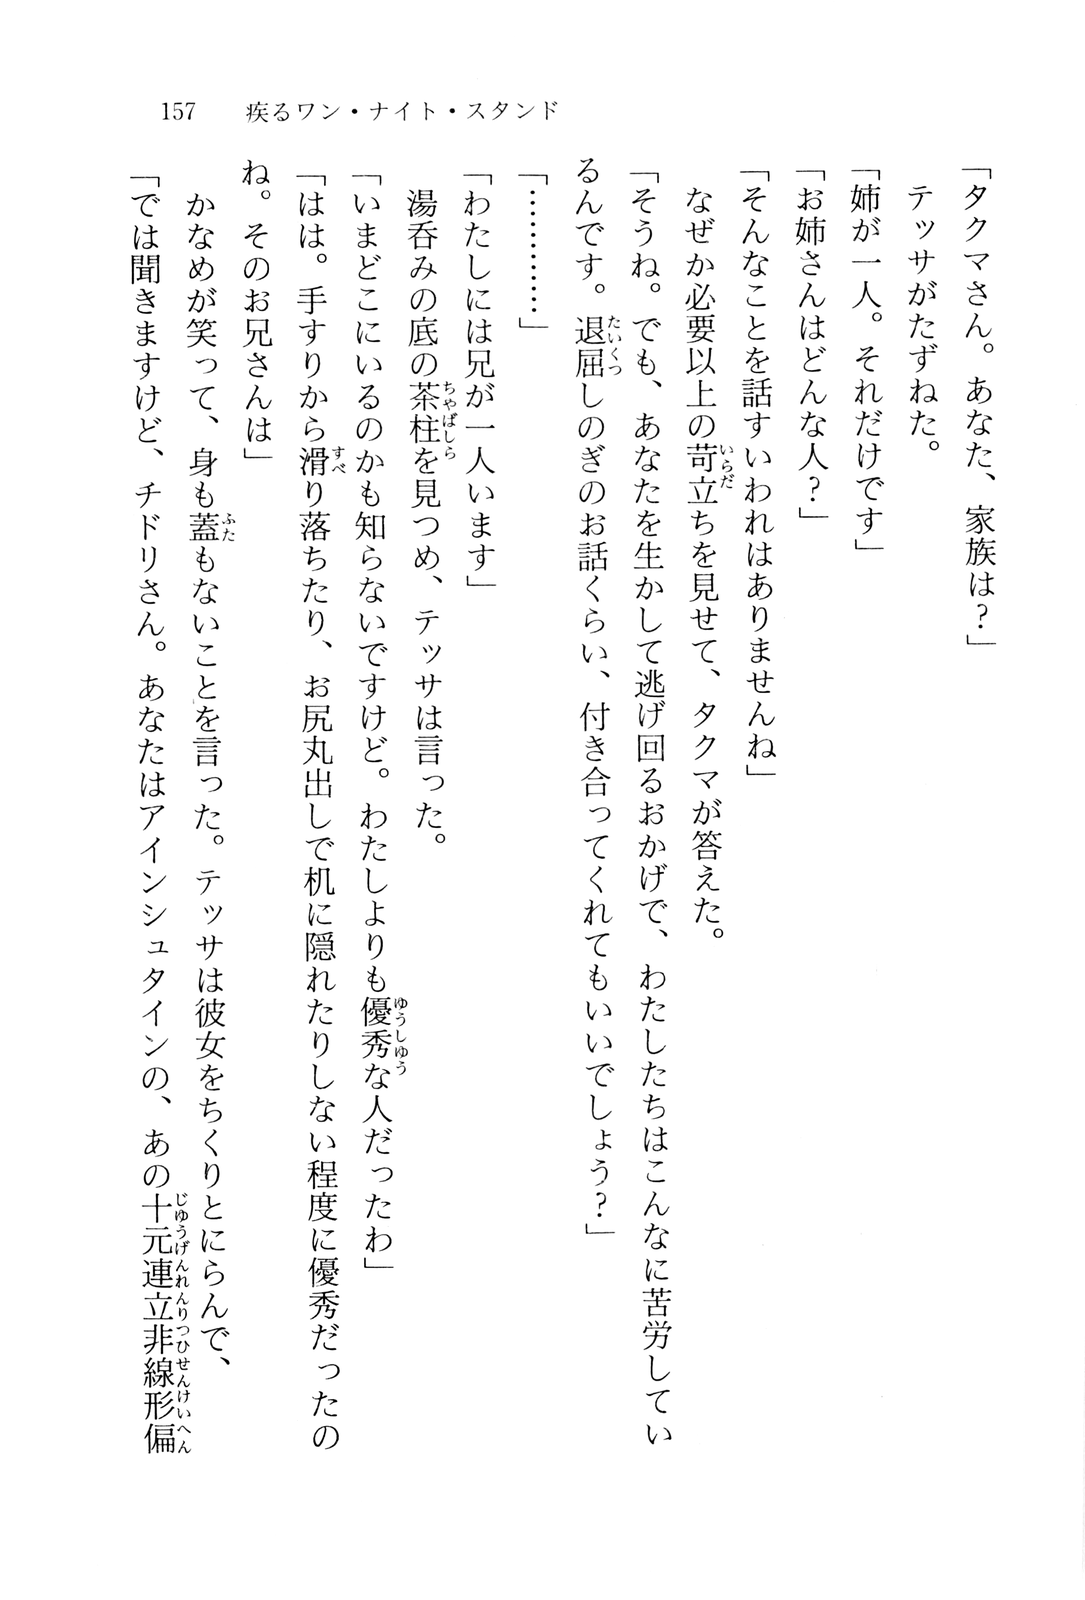 157　疾るワン・ナイト・スタンド
「タクマさん。あなた、家族は？」
　テッサがたずねた。
「姉が一人。それだけです」
「お姉さんはどんな人？」
「そんなことを話すいわれはありませんね」
　なぜか必要以上の苛立ちを見せて、タクマが答えた。
「そうね。でも、あなたを生かして逃げ回るおかげで、わたしたちはこんなに苦労してい
るんです。退屈しのぎのお話くらい、付き合ってくれてもいいでしょう？」
「…………」
「わたしには兄が一人います」
　湯呑みの底の茶柱を見つめ、テッサは言った。
「いまどこにいるのかも知らないですけど。わたしよりも優秀な人だったわ」
「はは。手すりから滑り落ちたり、お尻丸出しで机に隠れたりしない程度に優秀だったの
ね。そのお兄さんは」
　かなめが笑って、身も蓋もないことを言った。テッサは彼女をちくりとにらんで、
「では聞きますけど、チドリさん。あなたはアインシュタインの、あの十元連立非線形偏